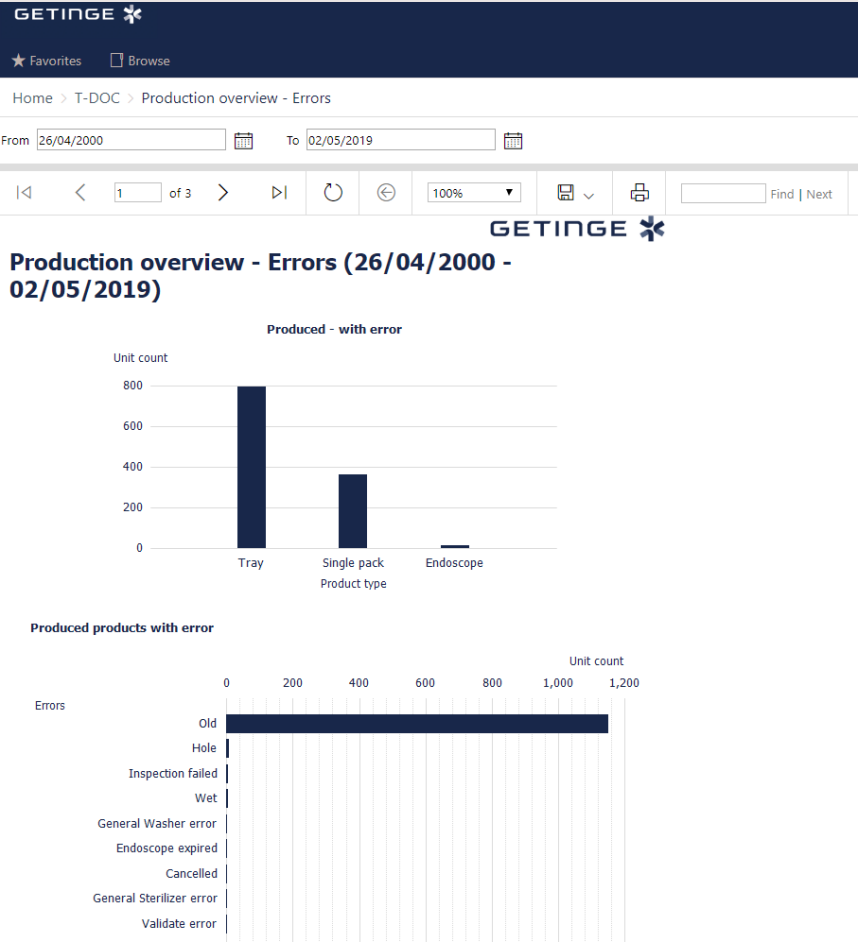 GETINGE
Favorites Browse
Home > T-DOC > Production overview - Errors
From 26/04/2000 To 02/05/2019
1 of 3 100% Find | Next
GETINGE
Production overview - Errors (26/04/2000 -
02/05/2019)
Produced - with error
Unit count
800
600
400
200
0
Tray Single pack Endoscope
Product type
Produced products with error
Unit count
0 200 400 600 800 1,000 1,200
Errors
Old
Hole
Inspection failed
Wet
General Washer error
Endoscope expired
Cancelled
General Sterilizer error
Validate error